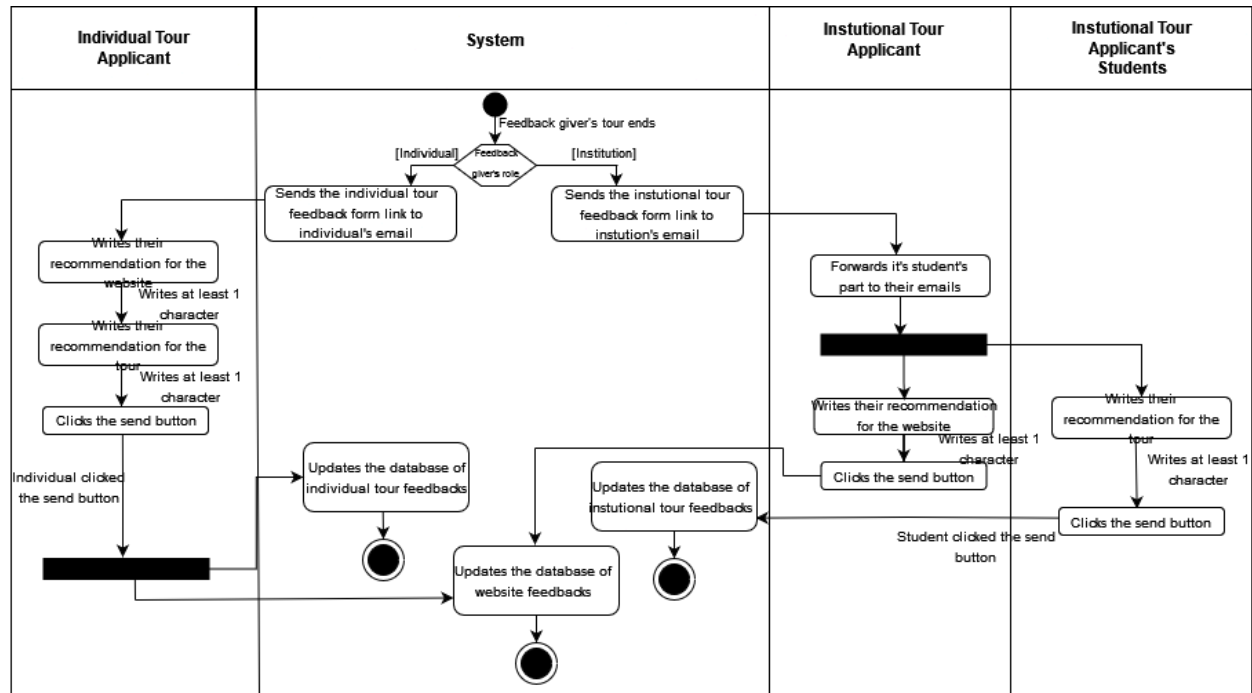 Individual Tour
Applicant
System
Instutional Tour
Applicant
Instutional Tour
Applicant's
Students
Feedback giver's tour ends
[Individual]
Feedback
giver's role
[Institution]
Sends the individual tour
feedback form link to
individual's email
Sends the instutional tour
feedback form link to
instution's email
Writes their
recommendation for the
website
Writes at least 1
character
Writes their
recommendation for the
tour
Writes at least 1
character
Clicks the send button
Individual clicked
the send button
Forwards it's student's
part to their emails
Writes their recommendation
for the website
Writes at least 1
character
Clicks the send button
Writes their
recommendation for the
tour
Writes at least 1
character
Clicks the send button
Student clicked the send
button
Updates the database of
individual tour feedbacks
Updates the database of
instutional tour feedbacks
Updates the database of
website feedbacks